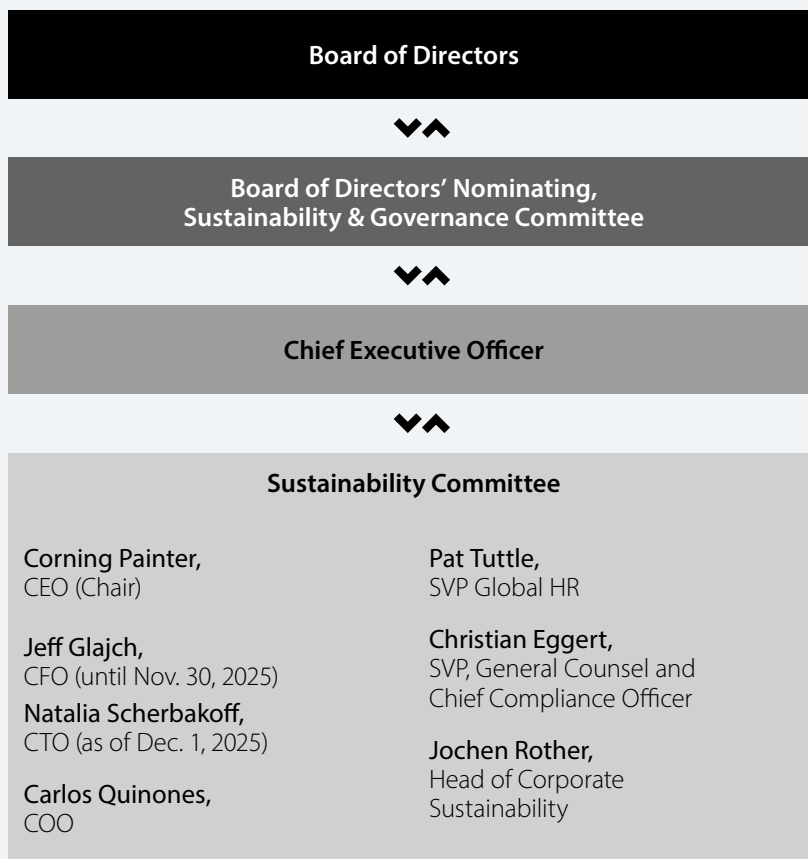 Board of Directors
Board of Directors’ Nominating,
Sustainability & Governance Committee
Chief Executive Officer
Sustainability Committee
Corning Painter,
CEO (Chair)
Jeff Glajch,
CFO (until Nov. 30, 2025)
Natalia Scherbakoff,
CTO (as of Dec. 1, 2025)
Carlos Quinones,
COO
Pat Tuttle,
SVP Global HR
Christian Eggert,
SVP, General Counsel and
Chief Compliance Officer
Jochen Rother,
Head of Corporate
Sustainability